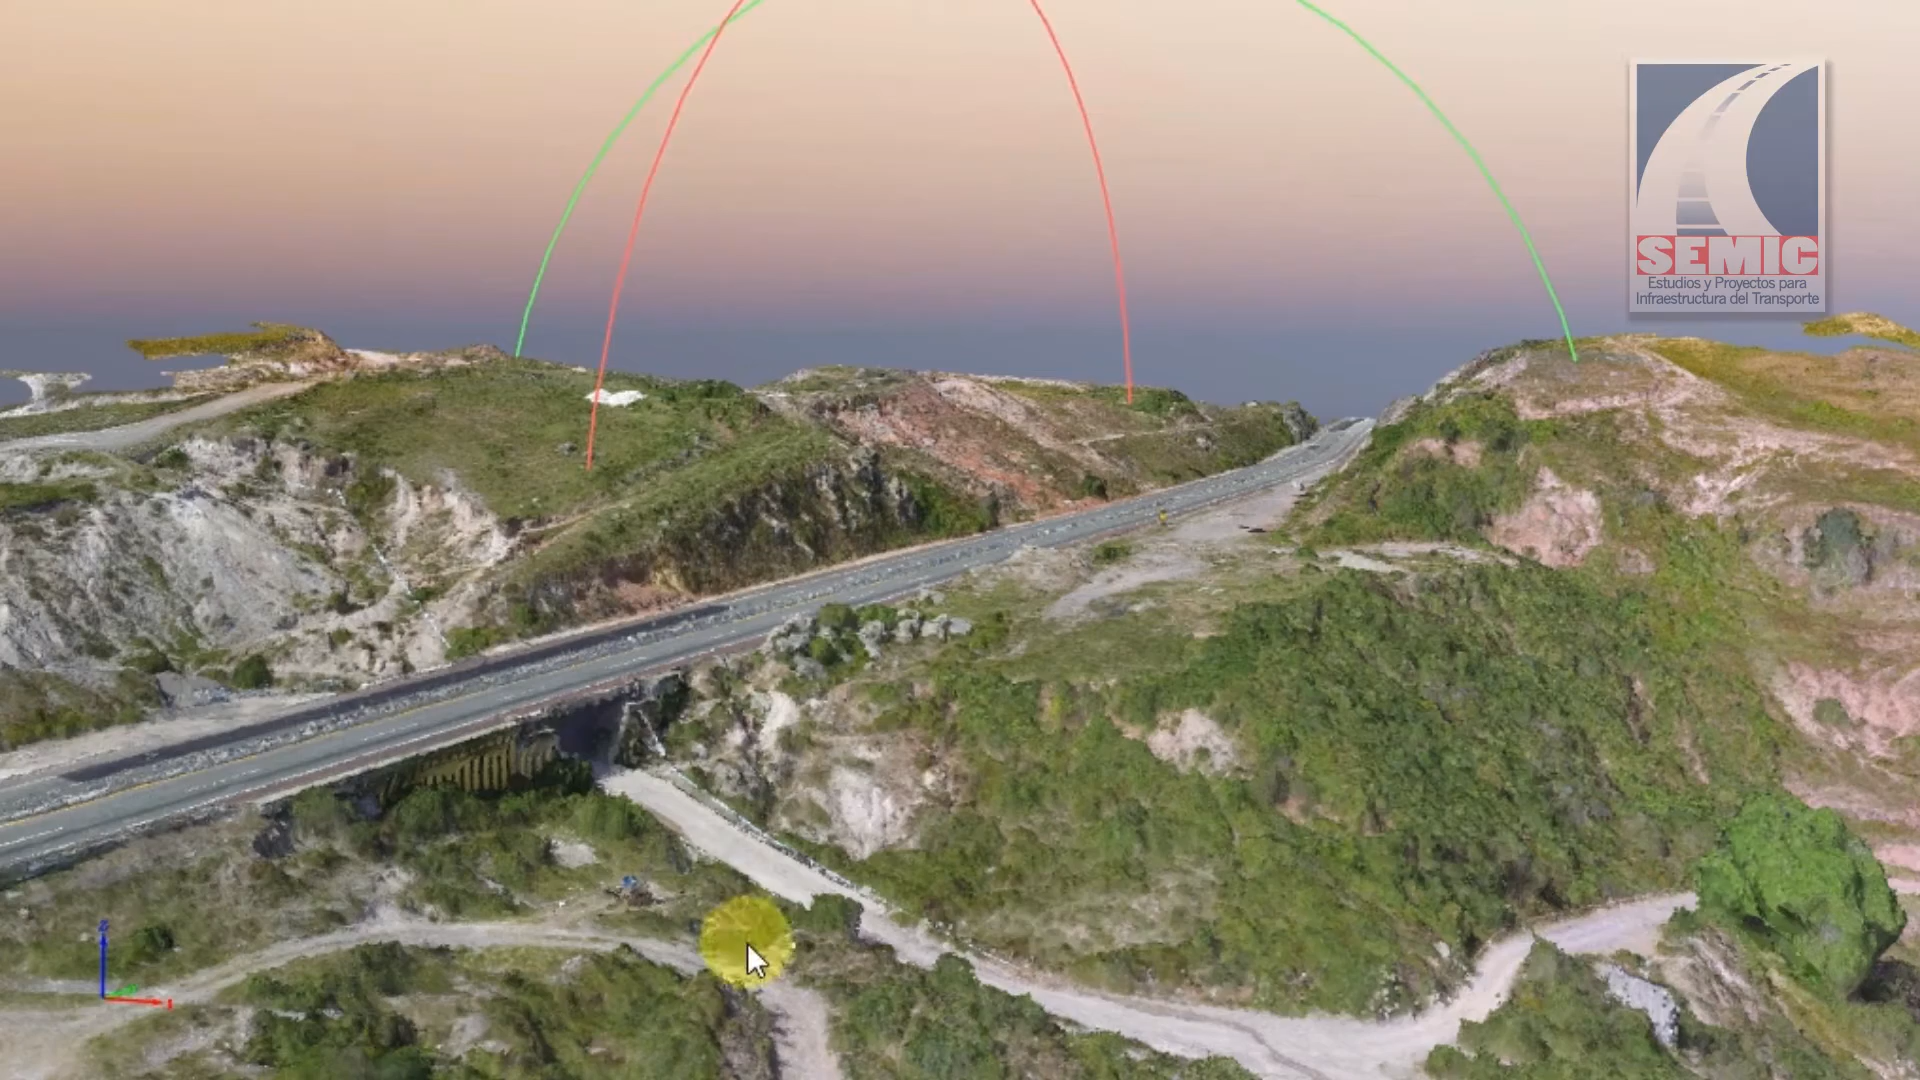 SEMIC
Estudios y Proyectos para
Infraestructura del Transporte
Z